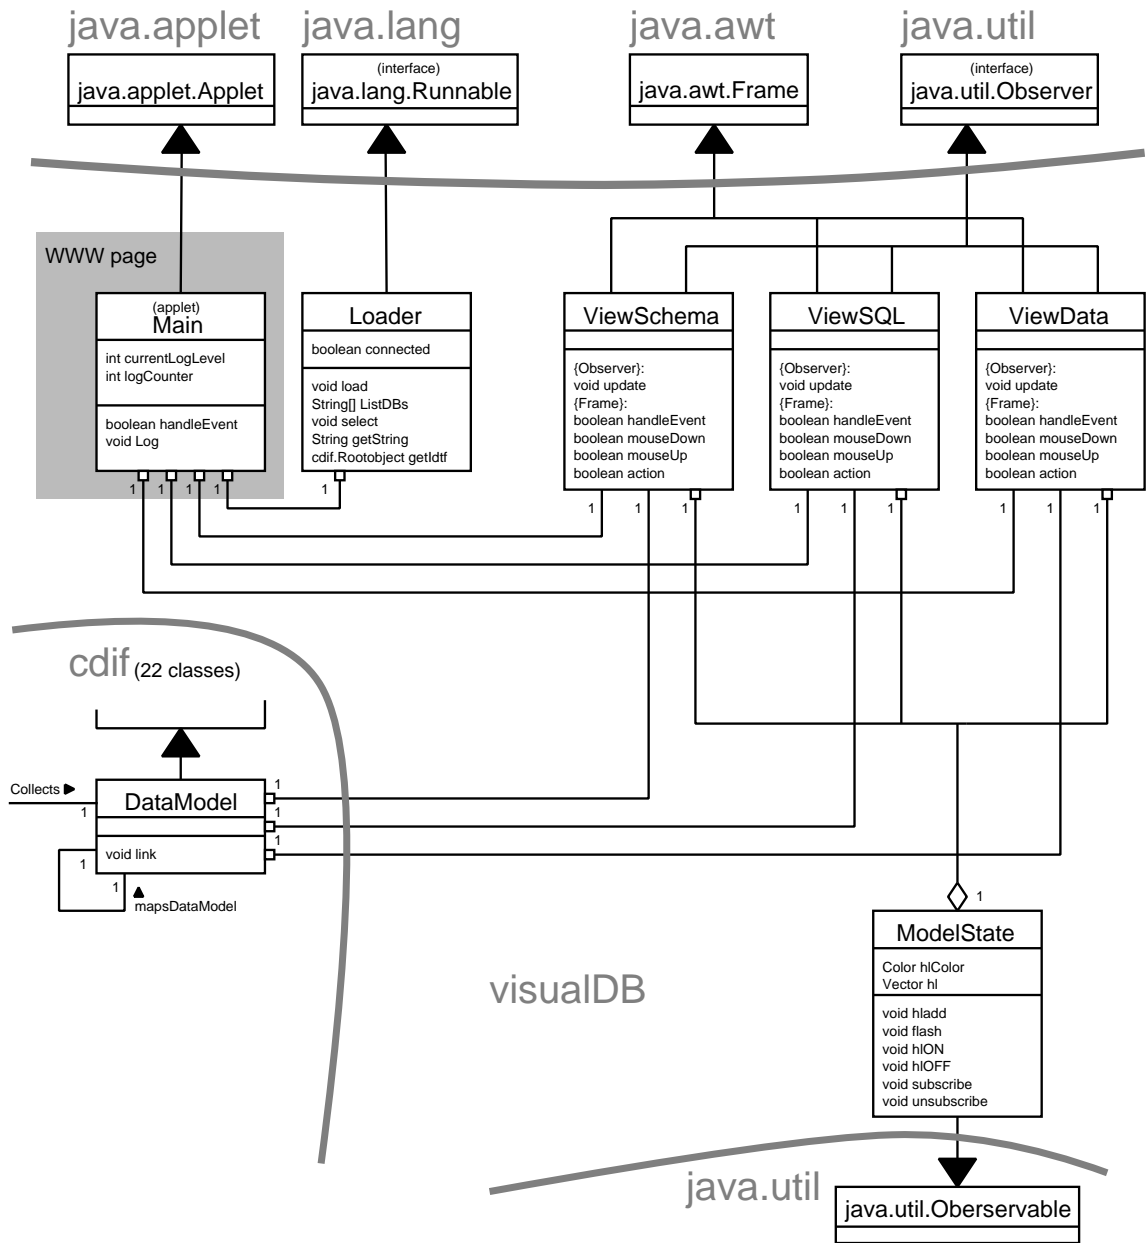 java.applet
java.lang
java.awt
java.util
java.applet.Applet
(interface)
java.lang.Runnable
java.awt.Frame
(interface)
java.util.Observer
WWW page
(applet)
Main
int currentLogLevel
int logCounter
boolean handleEvent
void Log
1
1
1
1
Loader
boolean connected
void load
String[] ListDBs
void select
String getString
cdif.Rootobject getIdtf
1
ViewSchema
{Observer}:
void update
{Frame}:
boolean handleEvent
boolean mouseDown
boolean mouseUp
boolean action
1
1
1
ViewSQL
{Observer}:
void update
{Frame}:
boolean handleEvent
boolean mouseDown
boolean mouseUp
boolean action
1
1
1
ViewData
{Observer}:
void update
{Frame}:
boolean handleEvent
boolean mouseDown
boolean mouseUp
boolean action
1
1
1
cdif (22 classes)
Collects
1
DataModel
1
1
1
void link
1
1
mapsDataModel
visualDB
1
ModelState
Color hlColor
Vector hl
void hladd
void flash
void hlON
void hlOFF
void subscribe
void unsubscribe
java.util
java.util.Oberservable